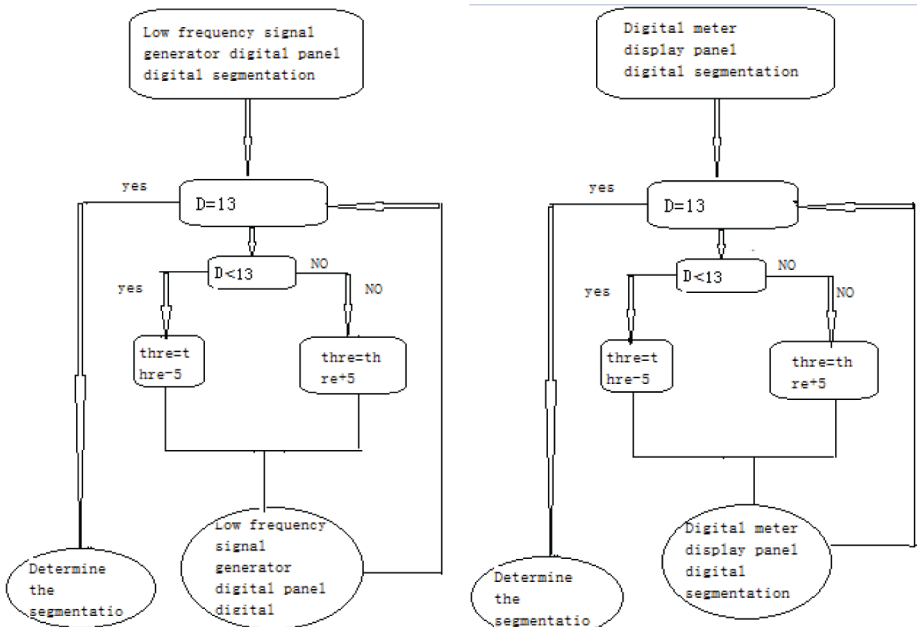 Low frequency signal
generator digital panel
digital segmentation
yes
D=13
D<13
NO
yes
NO
thre=t
hre-5
thre=th
re+5
Low frequency
signal
generator
digital panel
digital
Determine
the
segmentatio
Digital meter
display panel
digital segmentation
yes
D=13
D<13
NO
yes
NO
thre=t
hre-5
thre=th
re+5
Digital meter
display panel
digital
segmentation
Determine
the
segmentatio